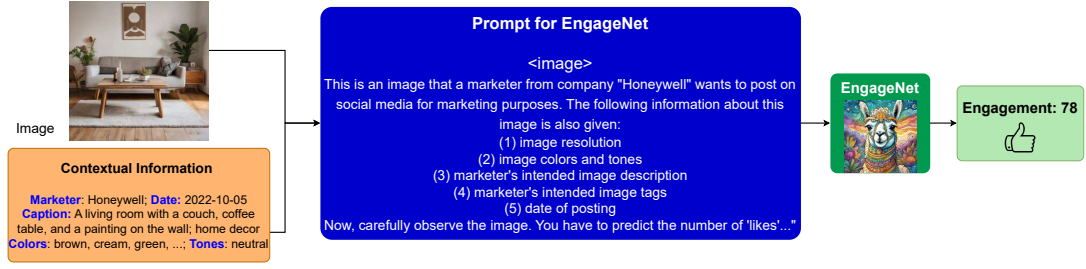 Image
Contextual Information
Marketer: Honeywell; Date: 2022-10-05
Caption: A living room with a couch, coffee
table, and a painting on the wall; home decor
Colors: brown, cream, green, ...; Tones: neutral
Prompt for EngageNet
<image>
This is an image that a marketer from company "Honeywell" wants to post on
social media for marketing purposes. The following information about this
image is also given:
(1) image resolution
(2) image colors and tones
(3) marketer's intended image description
(4) marketer's intended image tags
(5) date of posting
Now, carefully observe the image. You have to predict the number of 'likes'..."
EngageNet
Engagement: 78